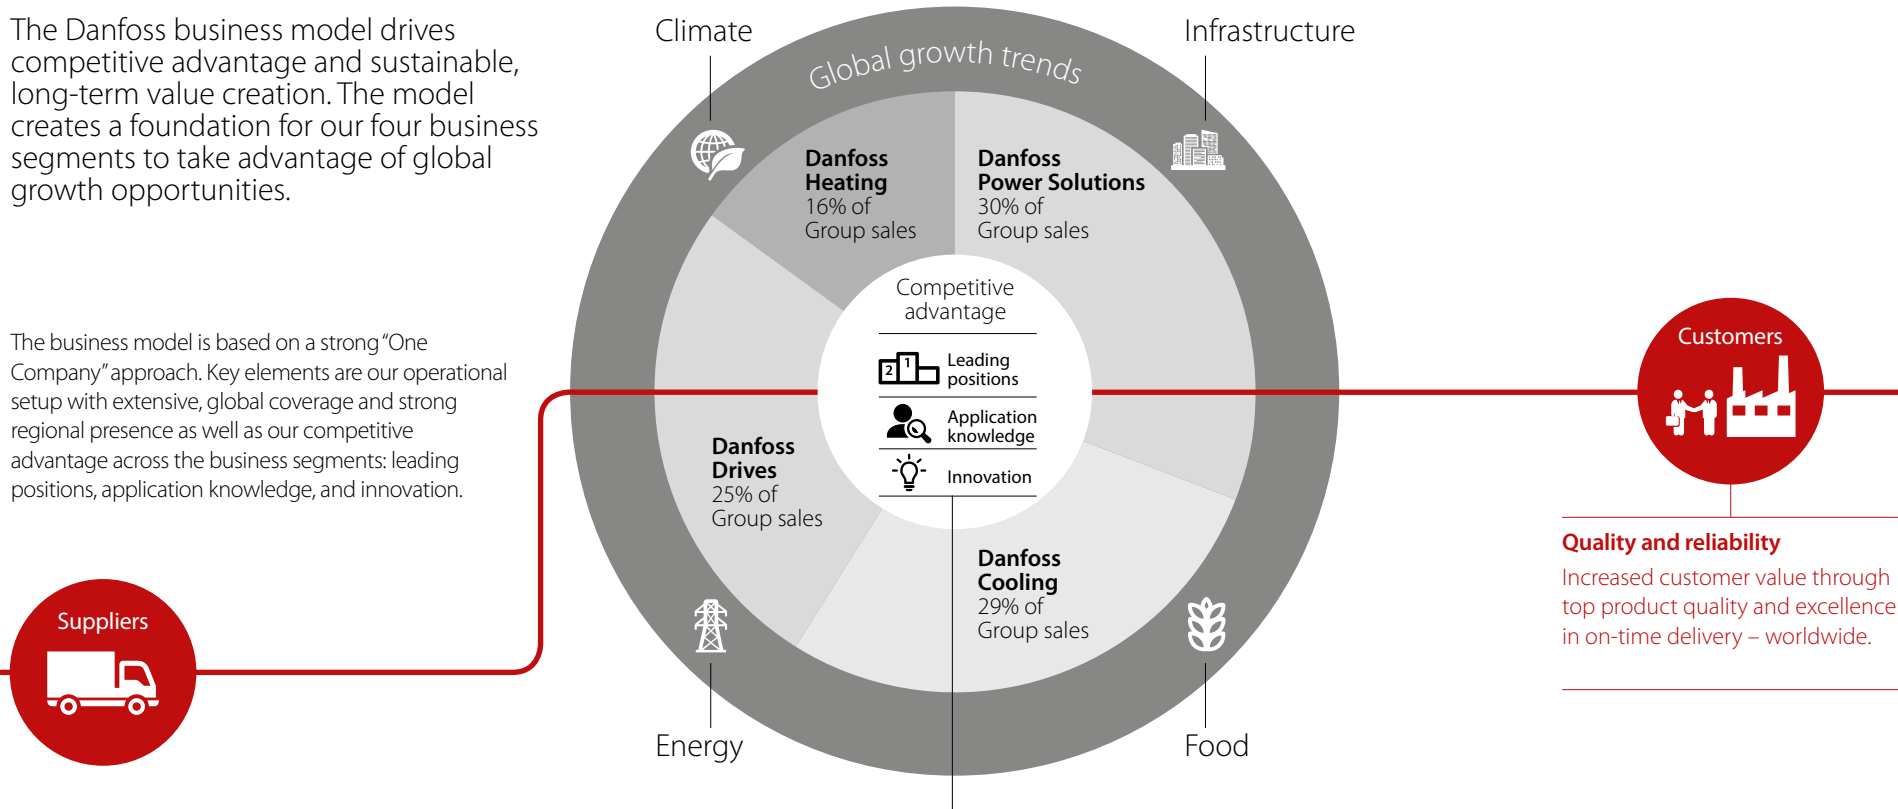 The Danfoss business model drives
competitive advantage and sustainable,
long-term value creation. The model
creates a foundation for our four business
segments to take advantage of global
growth opportunities.
The business model is based on a strong “One
Company” approach. Key elements are our operational
setup with extensive, global coverage and strong
regional presence as well as our competitive
advantage across the business segments: leading
positions, application knowledge, and innovation.
Suppliers
Climate
Infrastructure
Global growth trends
Danfoss
Heating
16% of
Group sales
Danfoss
Power Solutions
30% of
Group sales
Competitive
advantage
2 1
Leading
positions
Application
knowledge
Innovation
Danfoss
Drives
25% of
Group sales
Danfoss
Cooling
29% of
Group sales
Energy
Food
Customers
Quality and reliability
Increased customer value through
top product quality and excellence
in on-time delivery – worldwide.